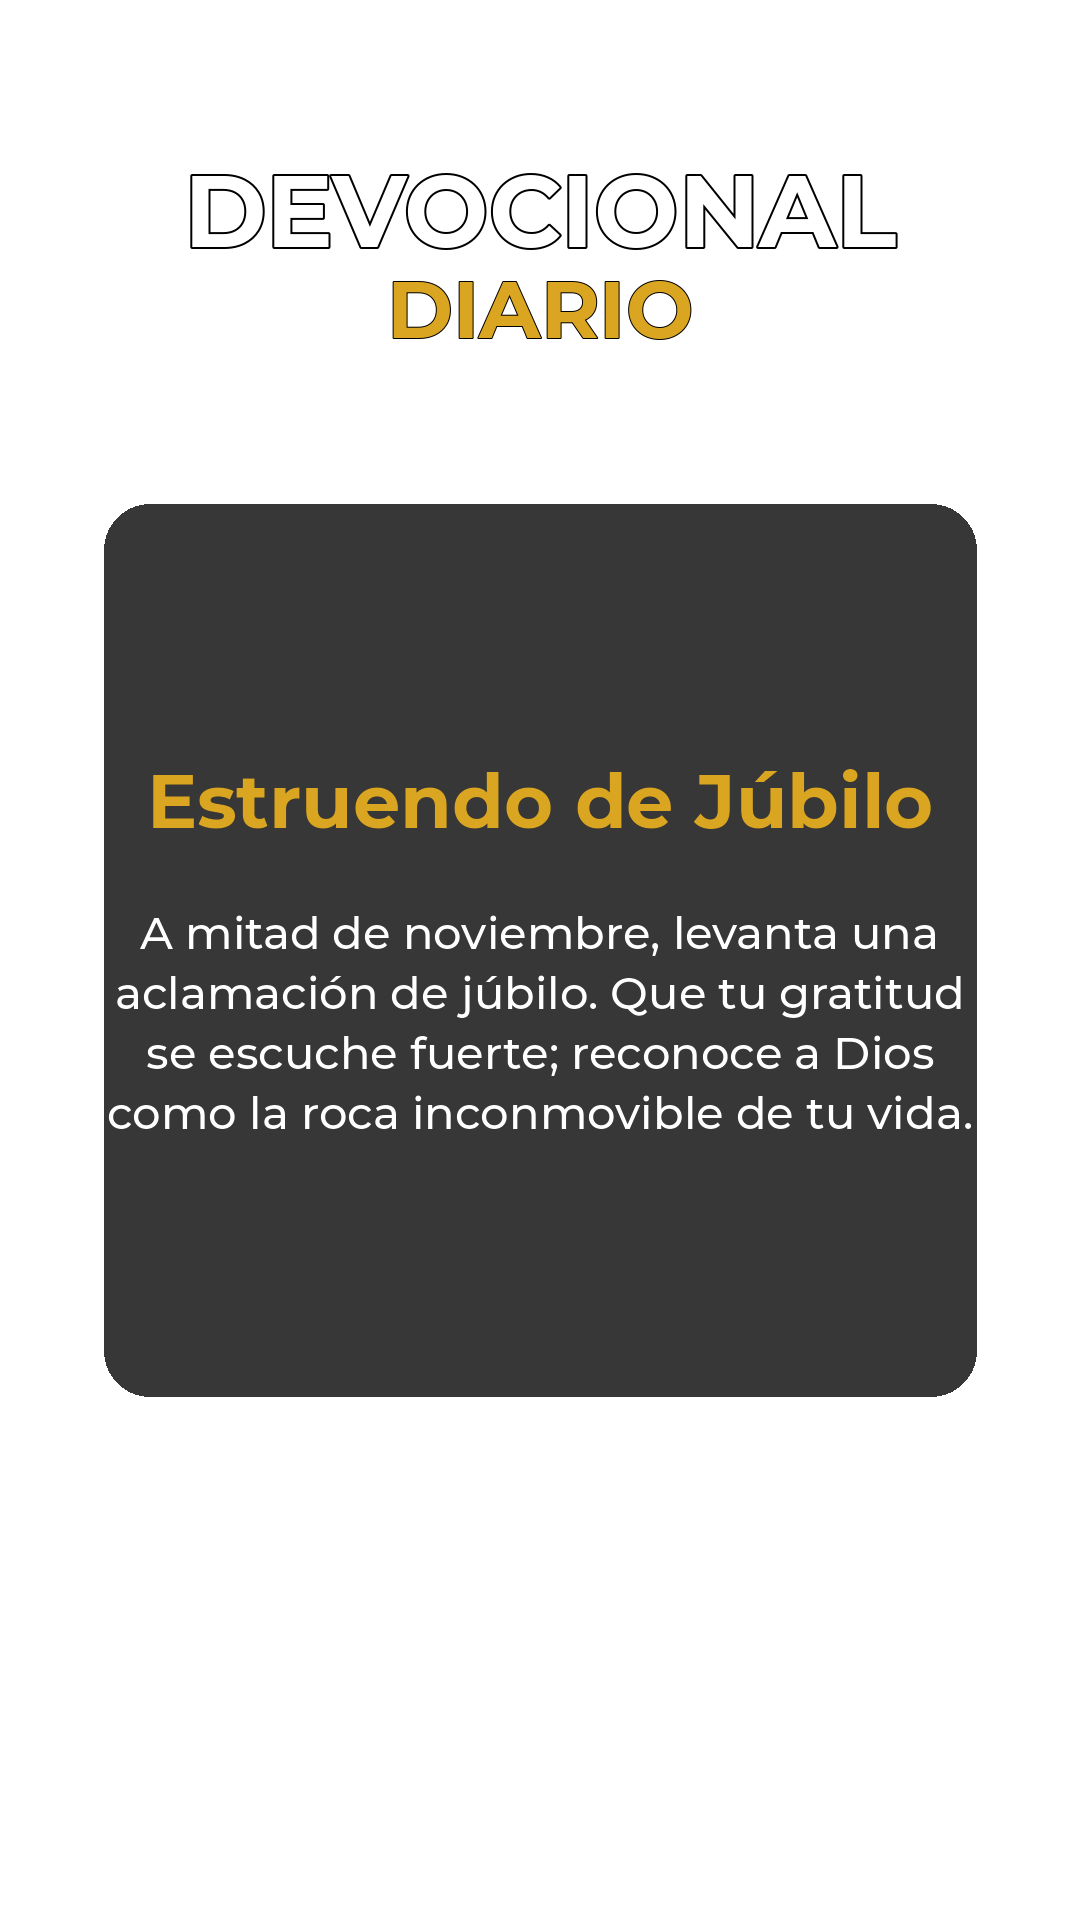 DEVOCIONAL
DIARIO
Estruendo de Júbilo
A mitad de noviembre, levanta una
aclamación de júbilo. Que tu gratitud
se escuche fuerte; reconoce a Dios
como la roca inconmovible de tu vida.